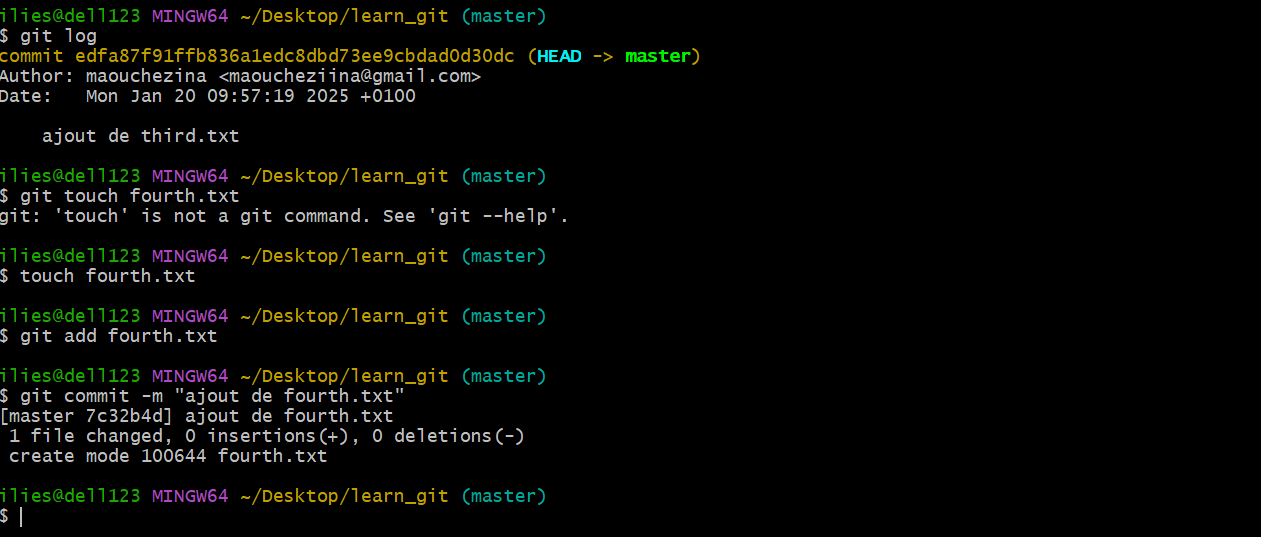 ilies@dell123 MINGW64 ~/Desktop/learn_git (master)
$ git log
commit edfa87f91ffb836a1edc8dbd73ee9cbdad0d30dc (HEAD -> master)
Author: maouchezina <maoucheziina@gmail.com>
Date:   Mon Jan 20 09:57:19 2025 +0100

    ajout de third.txt

ilies@dell123 MINGW64 ~/Desktop/learn_git (master)
$ git touch fourth.txt
git: 'touch' is not a git command. See 'git --help'.

ilies@dell123 MINGW64 ~/Desktop/learn_git (master)
$ touch fourth.txt

ilies@dell123 MINGW64 ~/Desktop/learn_git (master)
$ git add fourth.txt

ilies@dell123 MINGW64 ~/Desktop/learn_git (master)
$ git commit -m "ajout de fourth.txt"
[master 7c32b4d] ajout de fourth.txt
 1 file changed, 0 insertions(+), 0 deletions(-)
 create mode 100644 fourth.txt

ilies@dell123 MINGW64 ~/Desktop/learn_git (master)
$